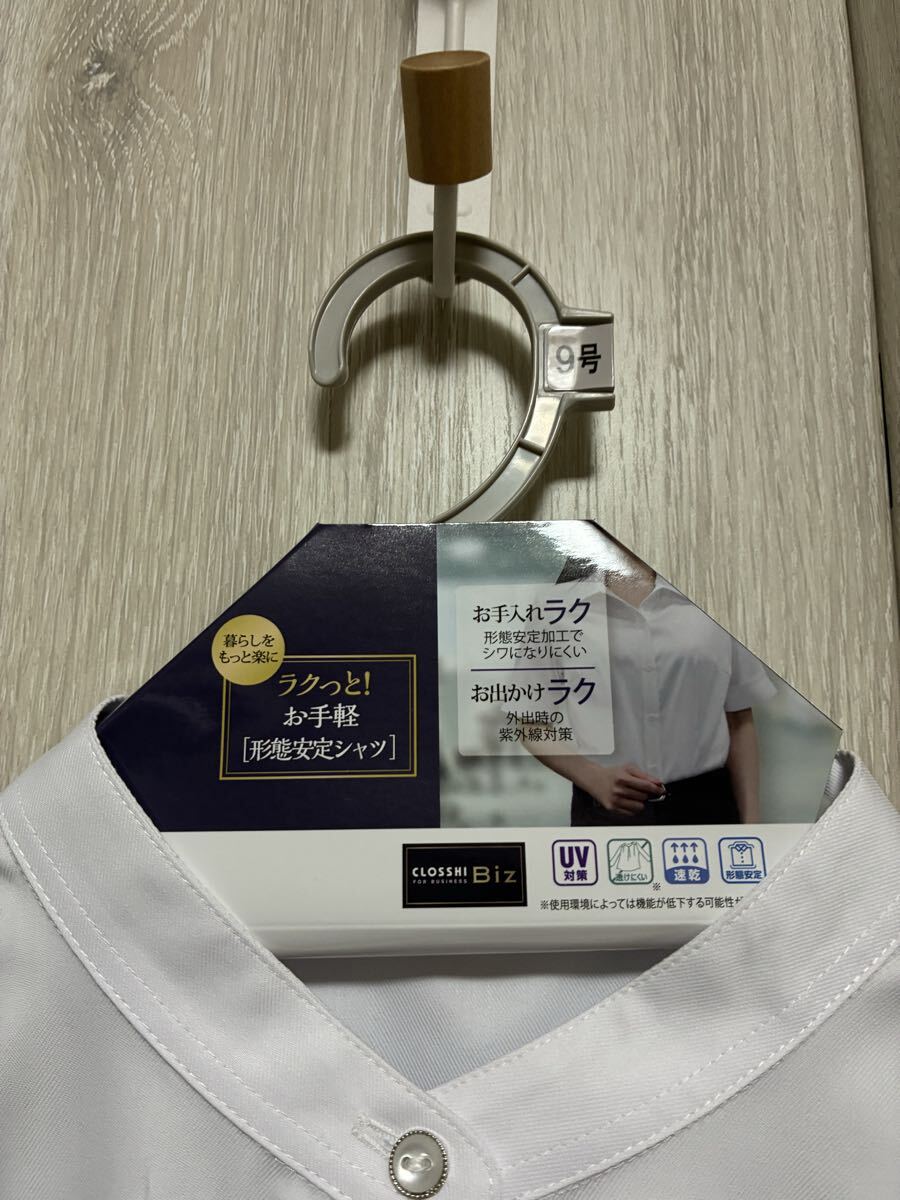 9号
暮らしを
もっと楽に
ラクっと!
お手軽
[形態安定シャツ]
お手入れラク
形態安定加工で
シワになりにくい
お出かけラク
外出時の
紫外線対策
CLOSSHI
FOR BUSINESS
Biz
UV
対策
透けにくい
※
速乾
形態安定
※使用環境によっては機能が低下する可能性が